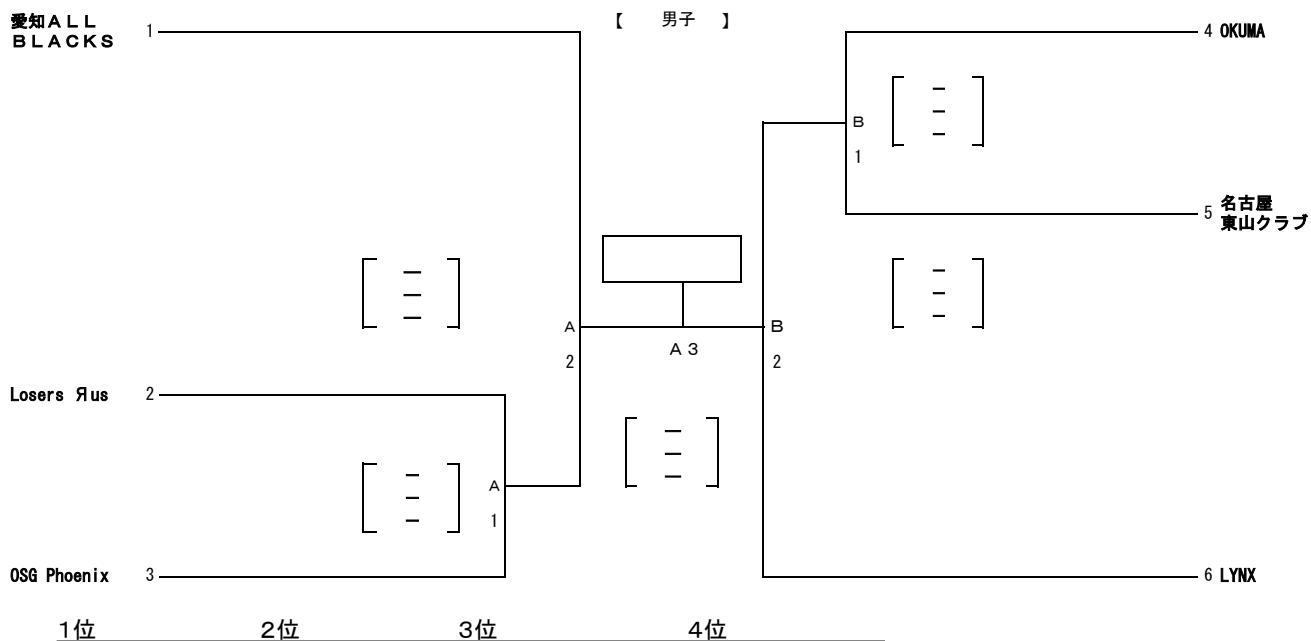 【　男子　】
愛知ＡＬＬ
ＢＬＡＣＫＳ
1
4 OKUMA
－
－
－
Ｂ
1
5
名古屋
東山クラブ
－
－
－
－
－
－
Ａ
2
Ａ３
Ｂ
2
Losers Яus 2
－
－
－
－
－
－
Ａ
1
OSG Phoenix 3
6 LYNX
１位 ２位 ３位 ４位